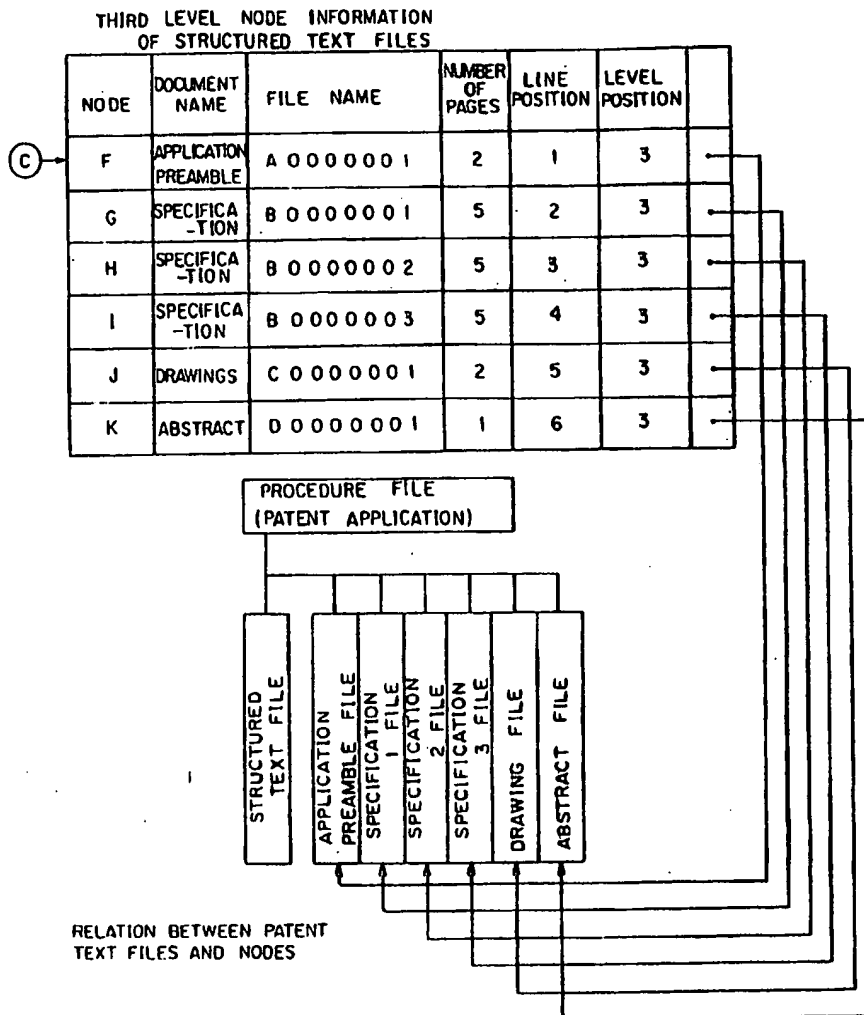 THIRD LEVEL NODE INFORMATION
OF STRUCTURED TEXT FILES
NODE DOCUMENT NAME FILE NAME NUMBER OF PAGES LINE POSITION LEVEL POSITION
C
F APPLICATION PREAMBLE A 0000001 2 1 3
G SPECIFICA -TION B 0000001 5 2 3
H SPECIFICA -TION B 0000002 5 3 3
I SPECIFICA -TION B 0000003 5 4 3
J DRAWINGS C 0000001 2 5 3
K ABSTRACT D 0000001 1 6 3
PROCEDURE FILE
(PATENT APPLICATION)
STRUCTURED
TEXT FILE
APPLICATION
PREAMBLE FILE
SPECIFICATION
1 FILE
SPECIFICATION
2 FILE
SPECIFICATION
3 FILE
DRAWING FILE
ABSTRACT FILE
RELATION BETWEEN PATENT
TEXT FILES AND NODES